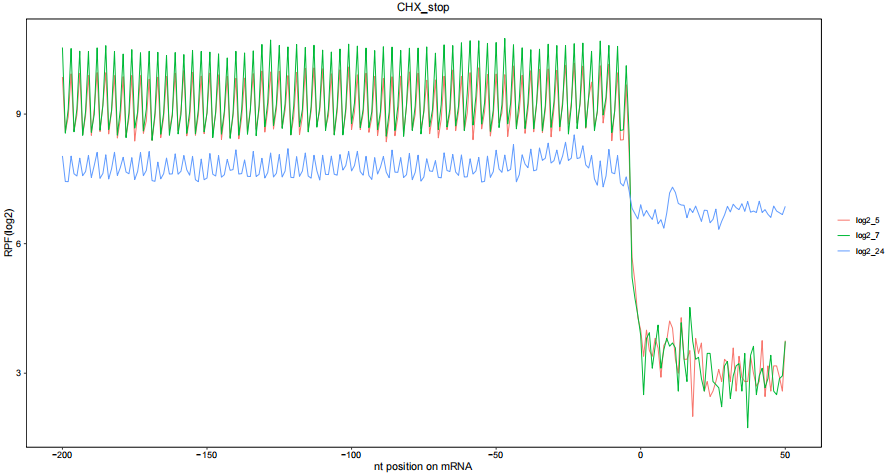 CHX_stop
RPF(log2)
9
6
3
−200
−150
−100
−50
0
50
nt position on mRNA
log2_5
log2_7
log2_24